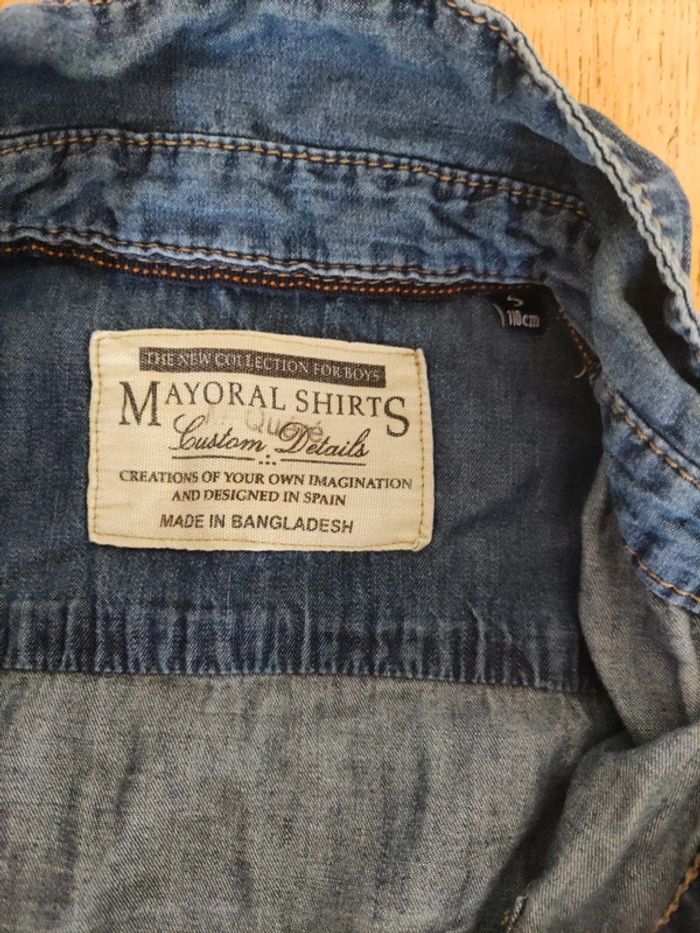 5
110cm
THE NEW COLLECTION FOR BOYS
MAYORAL SHIRTS
Custom Details
CREATIONS OF YOUR OWN IMAGINATION
AND DESIGNED IN SPAIN
MADE IN BANGLADESH